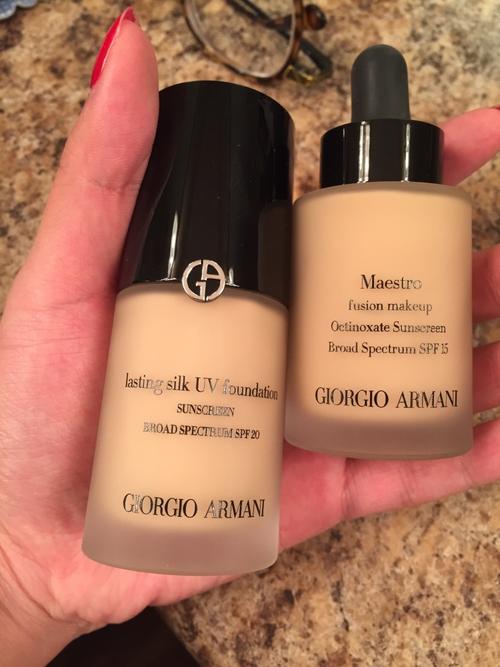 GA
lasting silk UV foundation
SUNSCREEN
BROAD SPECTRUM SPF 20
GIORGIO ARMANI
Maestro
fusion makeup
Octinoxate Sunscreen
Broad Spectrum SPF 15
GIORGIO ARMANI